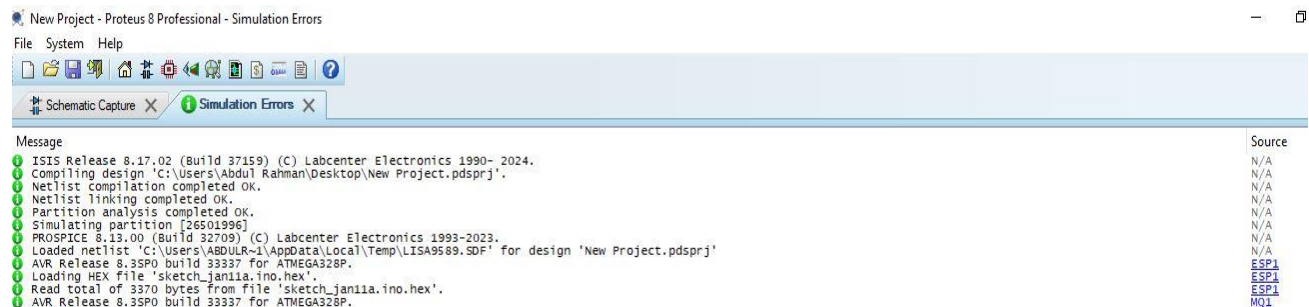 New Project - Proteus 8 Professional - Simulation Errors
File System Help
Schematic Capture Simulation Errors
Message Source
ISIS Release 8.17.02 (Build 37159) (C) Labcenter Electronics 1990- 2024. N/A
Compiling design 'C:\Users\Abdul Rahman\Desktop\New Project.pdsprj'. N/A
Netlist compilation completed OK. N/A
Netlist linking completed OK. N/A
Partition analysis completed OK. N/A
Simulating partition [26501996] N/A
PROSPICE 8.13.00 (Build 32709) (C) Labcenter Electronics 1993-2023. N/A
Loaded netlist 'C:\Users\ABDULR~1\AppData\Local\Temp\LISA9589.SDF' for design 'New Project.pdsprj' N/A
AVR Release 8.3SP0 build 33337 for ATMEGA328P. ESP1
Loading HEX file 'sketch_jan11a.ino.hex'. ESP1
Read total of 3370 bytes from file 'sketch_jan11a.ino.hex'. ESP1
AVR Release 8.3SP0 build 33337 for ATMEGA328P. MQ1